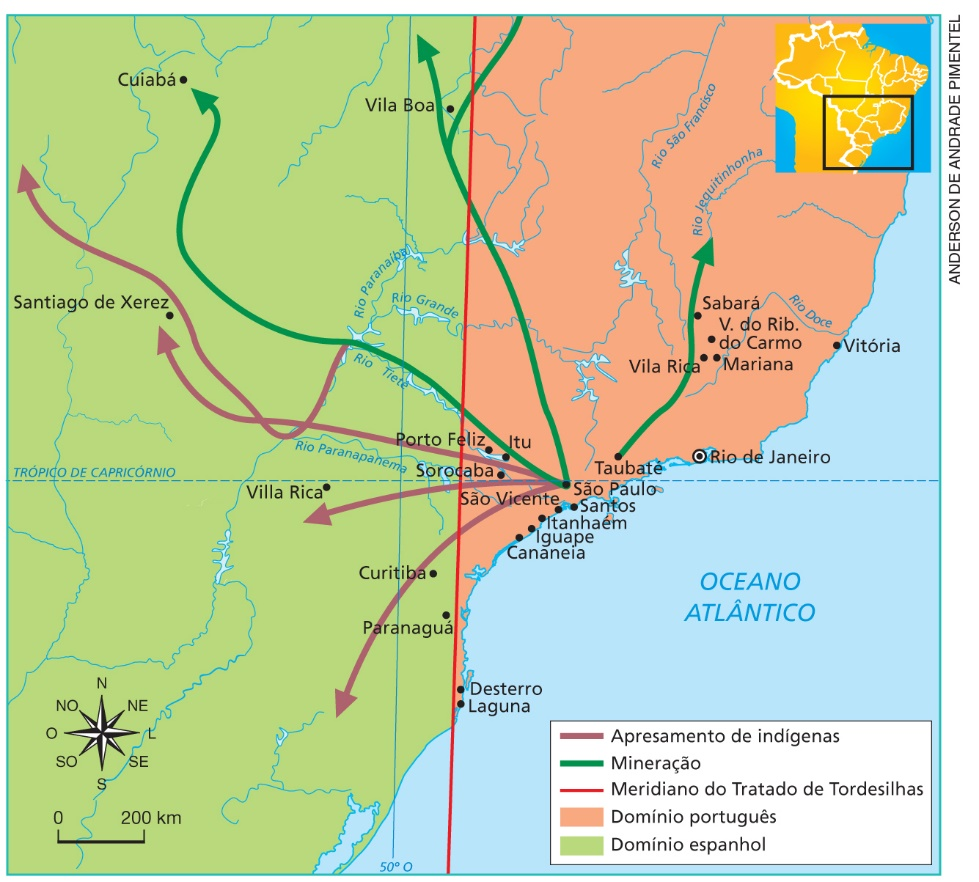 ANDERSON DE ANDRADE PIMENTEL
Cuiabá
Vila Boa
Rio São Francisco
Rio Jequitinhonha
Rio Paranaíba
Santiago de Xerez
Rio Grande
Sabará
Rio Doce
V. do Rib.
do Carmo
Vitória
Vila Rica
Mariana
Rio Tietê
Porto Feliz
Itu
Rio Paranapanema
Sorocaba
Taubaté
Rio de Janeiro
TRÓPICO DE CAPRICÓRNIO
Villa Rica
São Vicente
São Paulo
Santos
Itanhaém
Iguape
Cananeia
Curitiba
OCEANO
ATLÂNTICO
Paranaguá
Desterro
Laguna
N
NO
NE
O
L
SO
SE
S
0 200 km
50º O
Apresamento de indígenas
Mineração
Meridiano do Tratado de Tordesilhas
Domínio português
Domínio espanhol